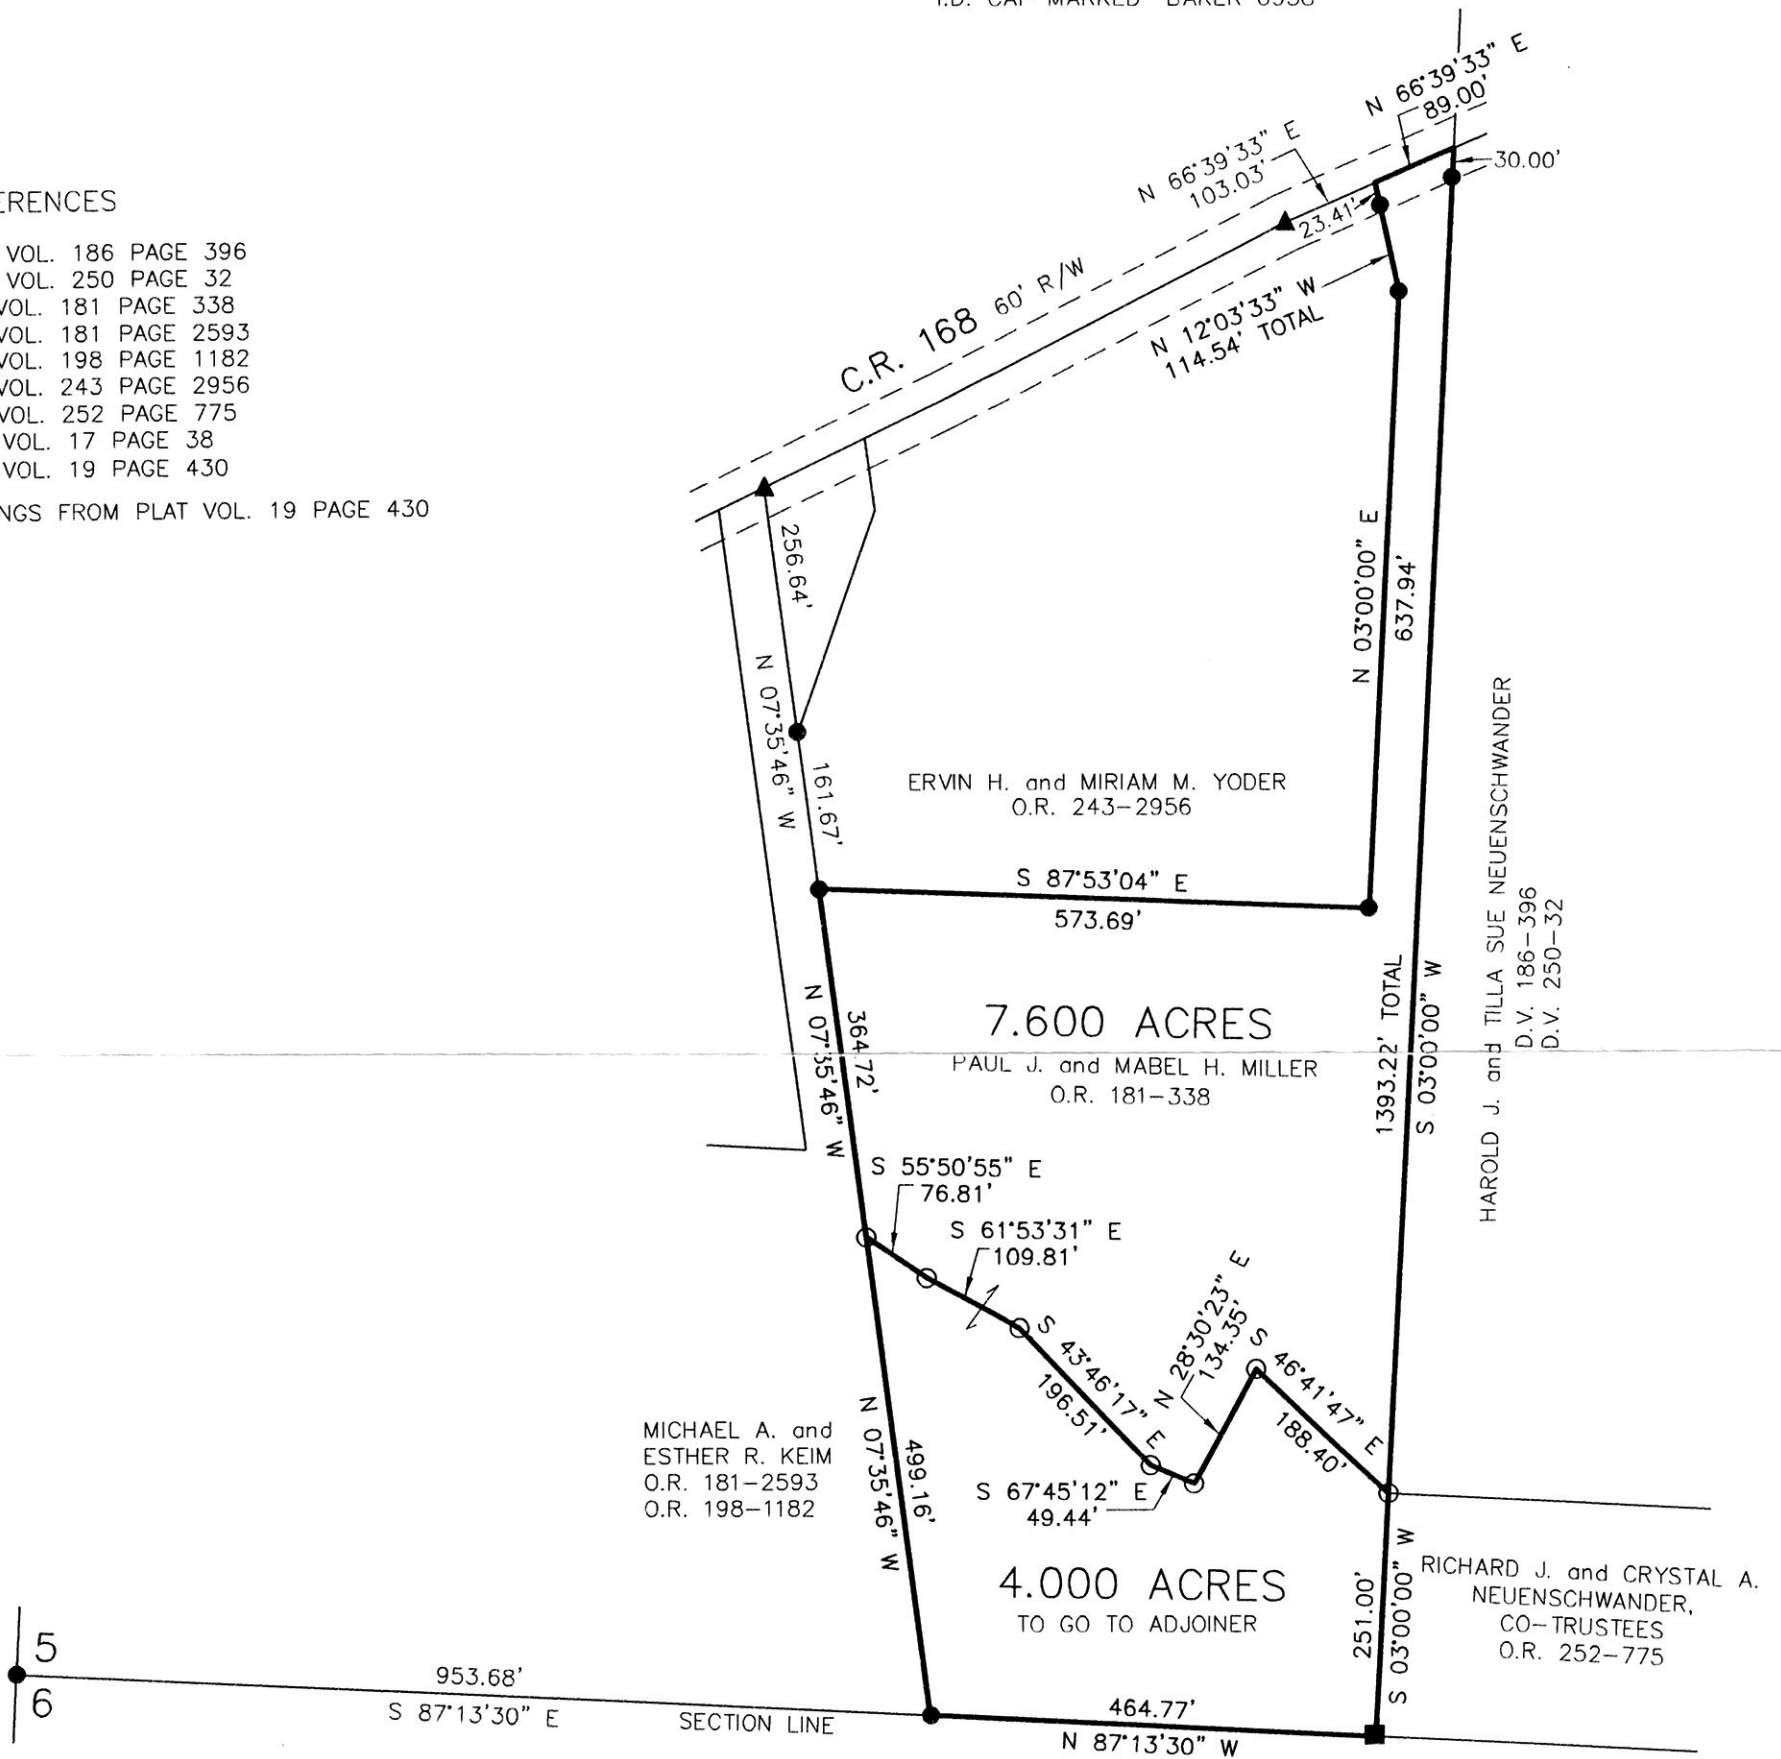 ERENCES
VOL. 186 PAGE 396
VOL. 250 PAGE 32
VOL. 181 PAGE 338
VOL. 181 PAGE 2593
VOL. 198 PAGE 1182
VOL. 243 PAGE 2956
VOL. 252 PAGE 775
VOL. 17 PAGE 38
VOL. 19 PAGE 430
NGS FROM PLAT VOL. 19 PAGE 430
N 66°39'33" E
89.00'
30.00'
N 66°39'33" E
103.03'
23.41'
C.R. 168 60' R/W
N 12°03'33" W
114.54' TOTAL
256.64'
N 07°35'46" W
161.67'
N 03°00'00" E
637.94'
ERVIN H. and MIRIAM M. YODER
O.R. 243-2956
S 87°53'04" E
573.69'
HAROLD J. and TILLA SUE NEUENSCHWANDER
D.V. 186-396
D.V. 250-32
7.600 ACRES
PAUL J. and MABEL H. MILLER
O.R. 181-338
N 07°35'46" W
364.72'
1393.22' TOTAL
S 03°00'00" W
S 55°50'55" E
76.81'
S 61°53'31" E
109.81'
S 43°46'17" E
196.51'
N 28°30'23" E
134.35'
S 46°41'47" E
188.40'
S 67°45'12" E
49.44'
MICHAEL A. and
ESTHER R. KEIM
O.R. 181-2593
O.R. 198-1182
N 07°35'46" W
499.16'
4.000 ACRES
TO GO TO ADJOINER
251.00'
S 03°00'00" W
RICHARD J. and CRYSTAL A.
NEUENSCHWANDER,
CO-TRUSTEES
O.R. 252-775
5
6
953.68'
S 87°13'30" E
SECTION LINE
464.77'
N 87°13'30" W